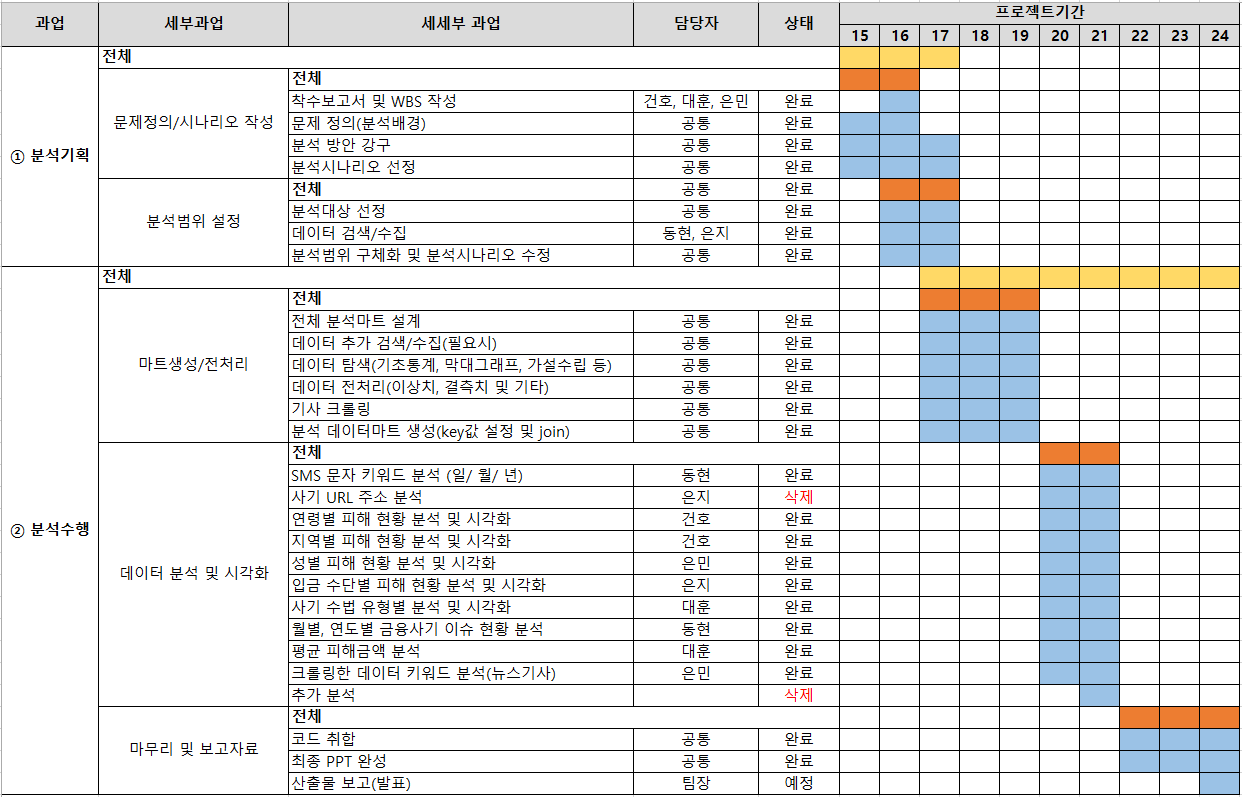 과업 세부과업 세세부 과업 담당자 상태 프로젝트기간
15 16 17 18 19 20 21 22 23 24
① 분석기획
전체
문제정의/시나리오 작성
전체
착수보고서 및 WBS 작성 건호, 대훈, 은민 완료
문제 정의(분석배경) 공통 완료
분석 방안 강구 공통 완료
분석시나리오 선정 공통 완료
분석범위 설정
전체 공통 완료
분석대상 선정 공통 완료
데이터 검색/수집 동현, 은지 완료
분석범위 구체화 및 분석시나리오 수정 공통 완료
② 분석수행
전체
마트생성/전처리
전체
전체 분석마트 설계 공통 완료
데이터 추가 검색/수집(필요시) 공통 완료
데이터 탐색(기초통계, 막대그래프, 가설수립 등) 공통 완료
데이터 전처리(이상치, 결측치 및 기타) 공통 완료
기사 크롤링 공통 완료
분석 데이터마트 생성(key값 설정 및 join) 공통 완료
데이터 분석 및 시각화
전체
SMS 문자 키워드 분석 (일/ 월/ 년) 동현 완료
사기 URL 주소 분석 은지 삭제
연령별 피해 현황 분석 및 시각화 건호 완료
지역별 피해 현황 분석 및 시각화 건호 완료
성별 피해 현황 분석 및 시각화 은민 완료
입금 수단별 피해 현황 분석 및 시각화 은지 완료
사기 수법 유형별 분석 및 시각화 대훈 완료
월별, 연도별 금융사기 이슈 현황 분석 동현 완료
평균 피해금액 분석 대훈 완료
크롤링한 데이터 키워드 분석(뉴스기사) 은민 완료
추가 분석 삭제
마무리 및 보고자료
전체
코드 취합 공통 완료
최종 PPT 완성 공통 완료
산출물 보고(발표) 팀장 예정